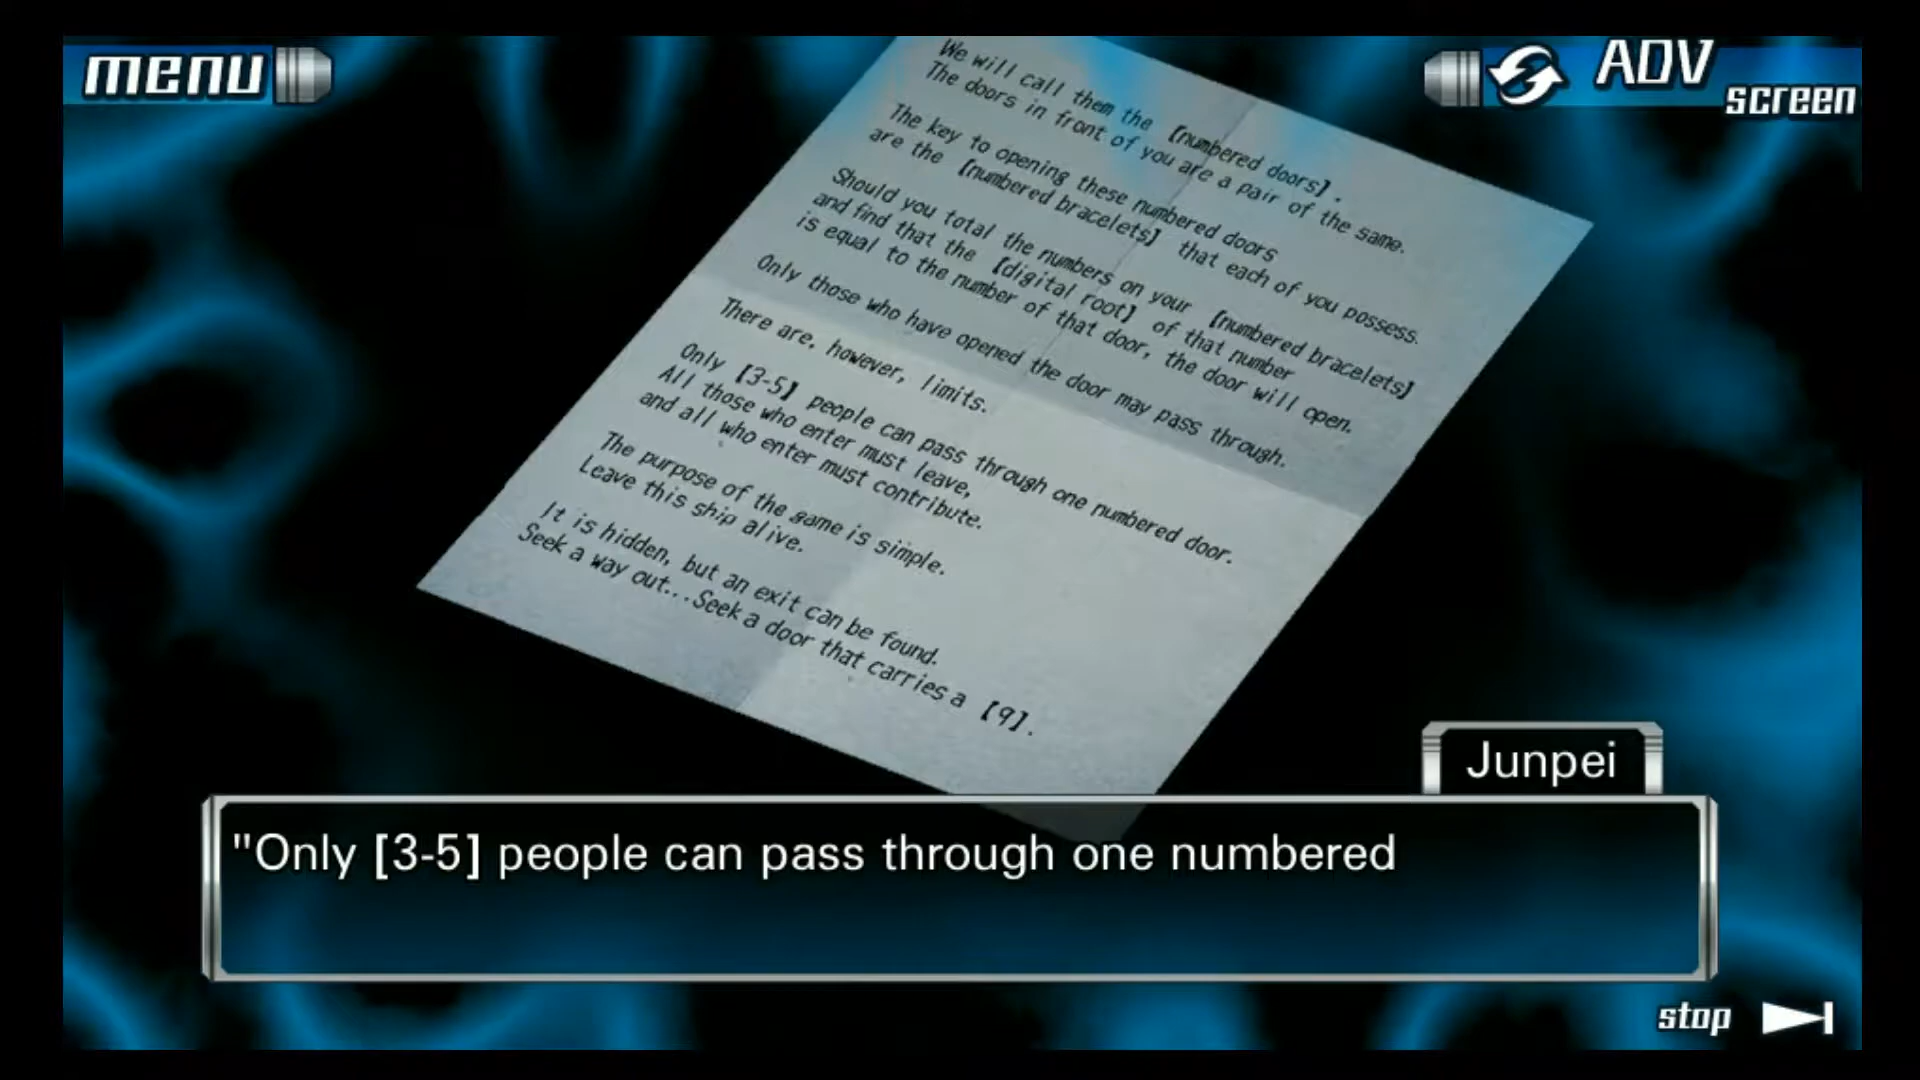 menu
ADV
screen
We will call them the 【numbered doors】.
The doors in front of you are a pair of the same.
The key to opening these numbered doors
are the 【numbered bracelets】 that each of you possess.
Should you total the numbers on your 【numbered bracelets】
and find that the 【digital root】 of that number
is equal to the number of that door, the door will open.
Only those who have opened the door may pass through.
There are, however, limits.
Only 【3-5】 people can pass through one numbered door.
All those who enter must leave,
and all who enter must contribute.
The purpose of the game is simple.
Leave this ship alive.
It is hidden, but an exit can be found.
Seek a way out...Seek a door that carries a 【9】.
Junpei
"Only [3-5] people can pass through one numbered
stop